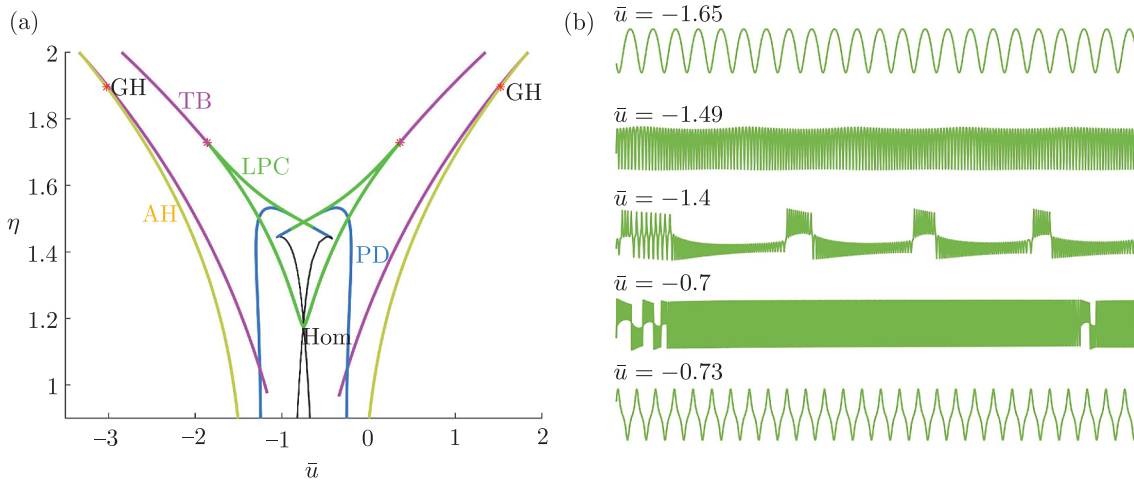 (a)
2
GH
GH
TB
1.8
LPC
1.6
η
AH
1.4
PD
1.2
Hom
1
−3
−2
−1
0
1
2
ū
(b)
ū = −1.65
ū = −1.49
ū = −1.4
ū = −0.7
ū = −0.73